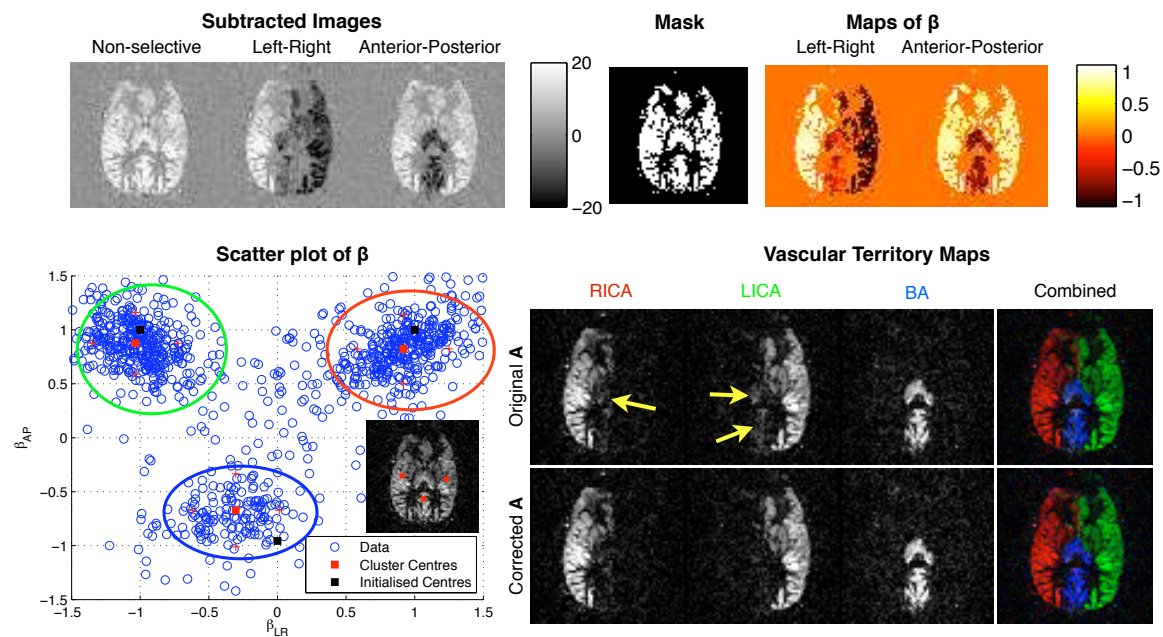 Subtracted Images
Non-selective Left-Right Anterior-Posterior
20
0
−20
Mask
Maps of β
Left-Right Anterior-Posterior
1
0.5
0
−0.5
−1
Scatter plot of β
1.5
1
0.5
0
−0.5
−1
−1.5
β_AP
−1.5 −1 −0.5 0 0.5 1 1.5
β_LR
Data
Cluster Centres
Initialised Centres
Vascular Territory Maps
RICA LICA BA Combined
Original A
Corrected A